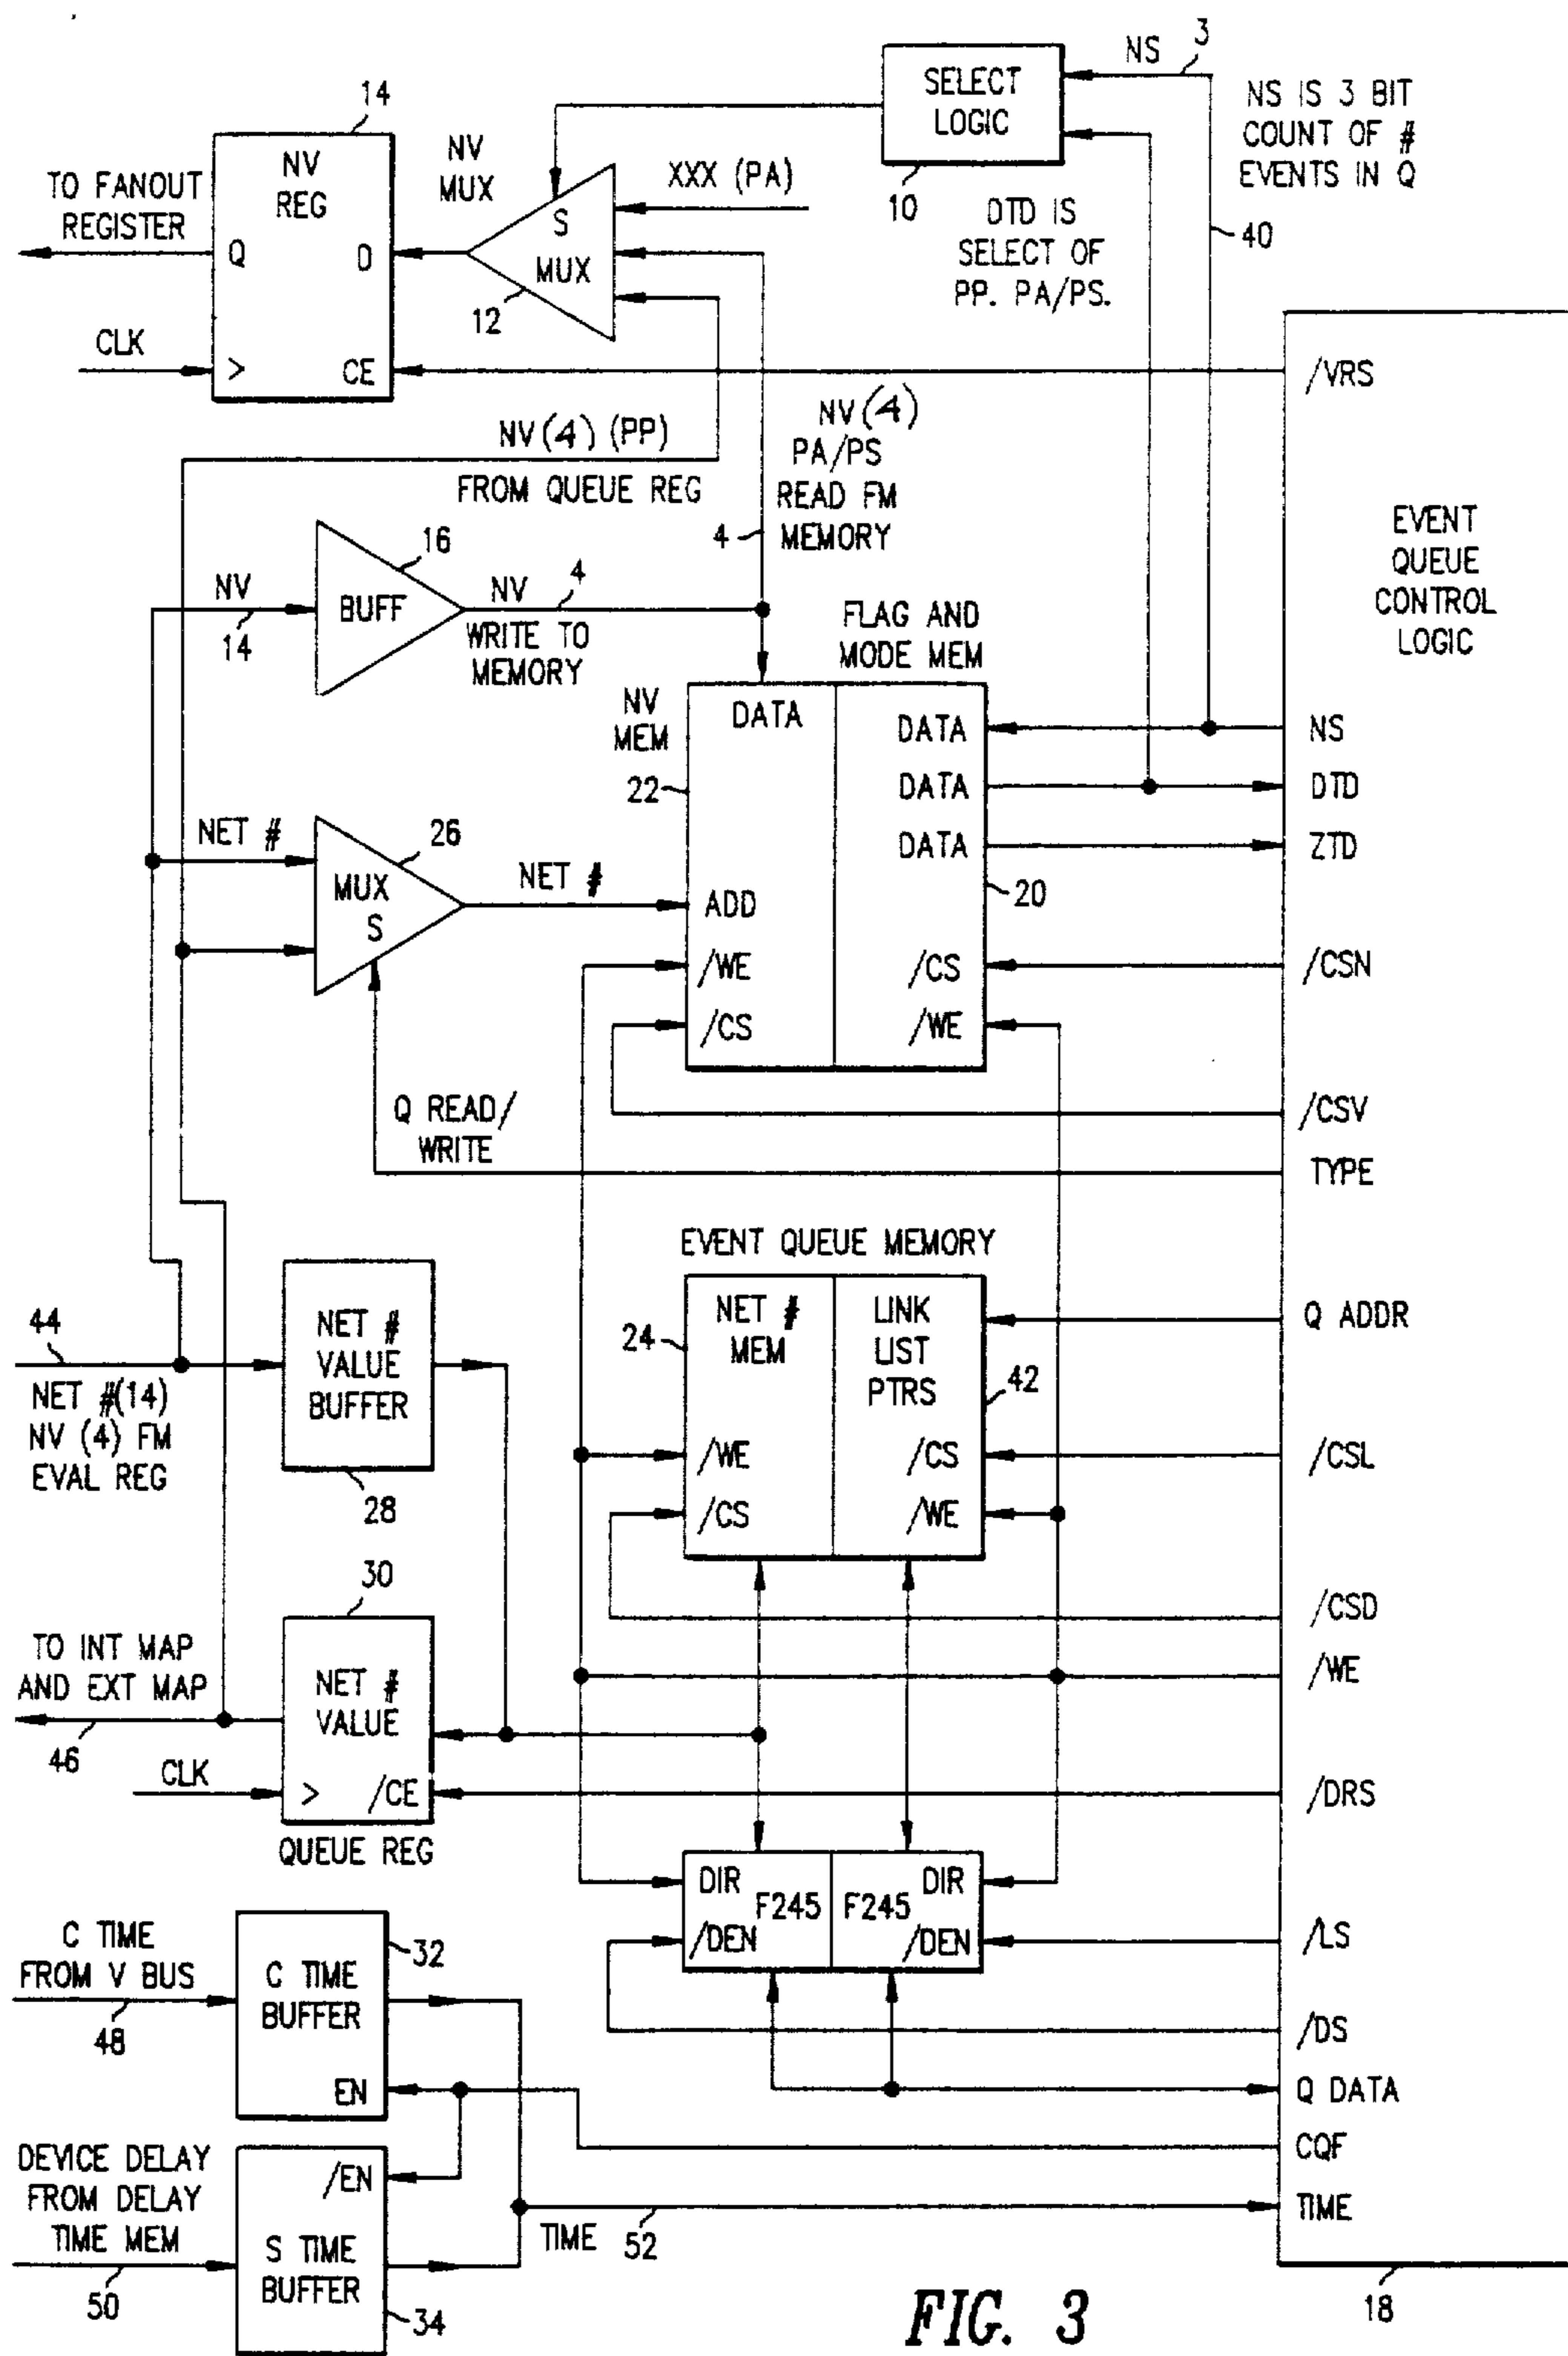 NS
3
SELECT
LOGIC
10
NS IS 3 BIT
COUNT OF #
EVENTS IN Q
40
DTD IS
SELECT OF
PP. PA/PS.
14
NV
REG
Q
D
>
CE
TO FANOUT
REGISTER
CLK
NV
MUX
S
MUX
12
XXX (PA)
/VRS
NV(4) (PP)
FROM QUEUE REG
NV(4)
PA/PS
READ FM
MEMORY
4
EVENT
QUEUE
CONTROL
LOGIC
NV
14
BUFF
16
NV
4
WRITE TO
MEMORY
FLAG AND
MODE MEM
NV
MEM
22
DATA
DATA
DATA
DATA
20
NS
DTD
ZTD
NET #
MUX
S
26
NET #
ADD
/WE
/CS
/CS
/WE
/CSN
/CSV
Q READ/
WRITE
TYPE
EVENT QUEUE MEMORY
24
NET #
MEM
LINK
LIST
PTRS
42
/WE
/CS
/CS
/WE
Q ADDR
/CSL
44
NET #(14)
NV (4) FM
EVAL REG
NET #
VALUE
BUFFER
28
/CSD
/WE
30
TO INT MAP
AND EXT MAP
46
NET #
VALUE
CLK
>
/CE
QUEUE REG
/DRS
DIR
F245
/DEN
DIR
F245
/DEN
/LS
/DS
Q DATA
C TIME
FROM V BUS
48
C TIME
BUFFER
EN
32
CQF
DEVICE DELAY
FROM DELAY
TIME MEM
50
/EN
S TIME
BUFFER
34
TIME
52
TIME
18
FIG. 3